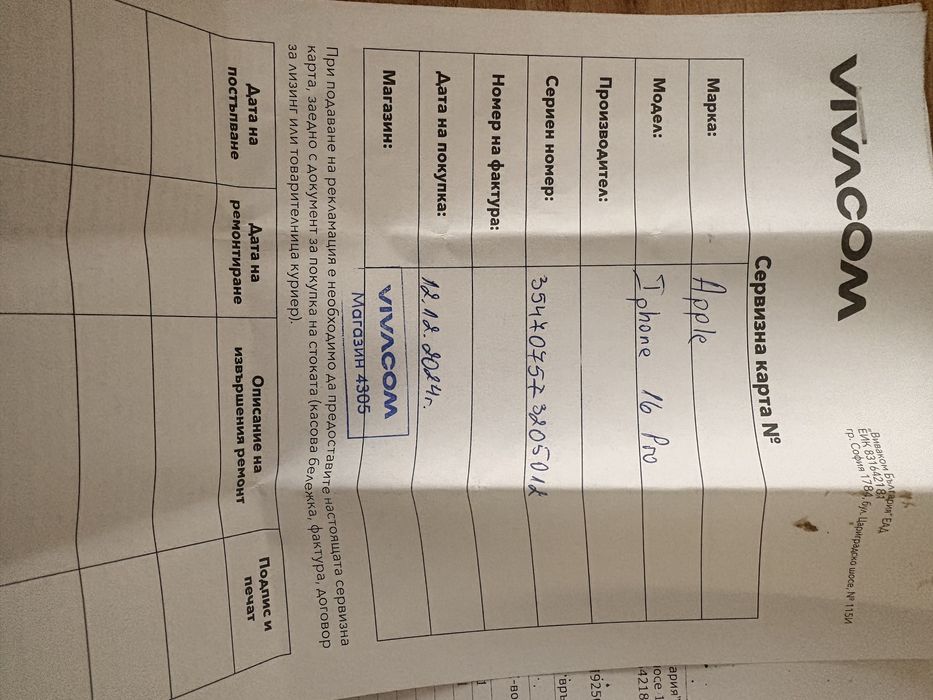 VIVACOM
"Виваком България" ЕАД
ЕИК 831642181
гр. София 1784, бул. Цариградско шосе, № 115И
Сервизна карта №
Марка: Apple
Модел: Iphone 16 Pro
Производител:
Сериен номер: 3547047573205012
Номер на фактура:
Дата на покупка: 12.12.2024г.
Магазин: VIVACOM
Магазин 4305
При подаване на рекламация е необходимо да предоставите настоящата сервизна
карта, заедно с документ за покупка на стоката (касова бележка, фактура, договор
за лизинг или товарителница куриер).
Дата на
постъпване
Дата на
ремонтиране
Описание на
извършения ремонт
Подпис и
печат